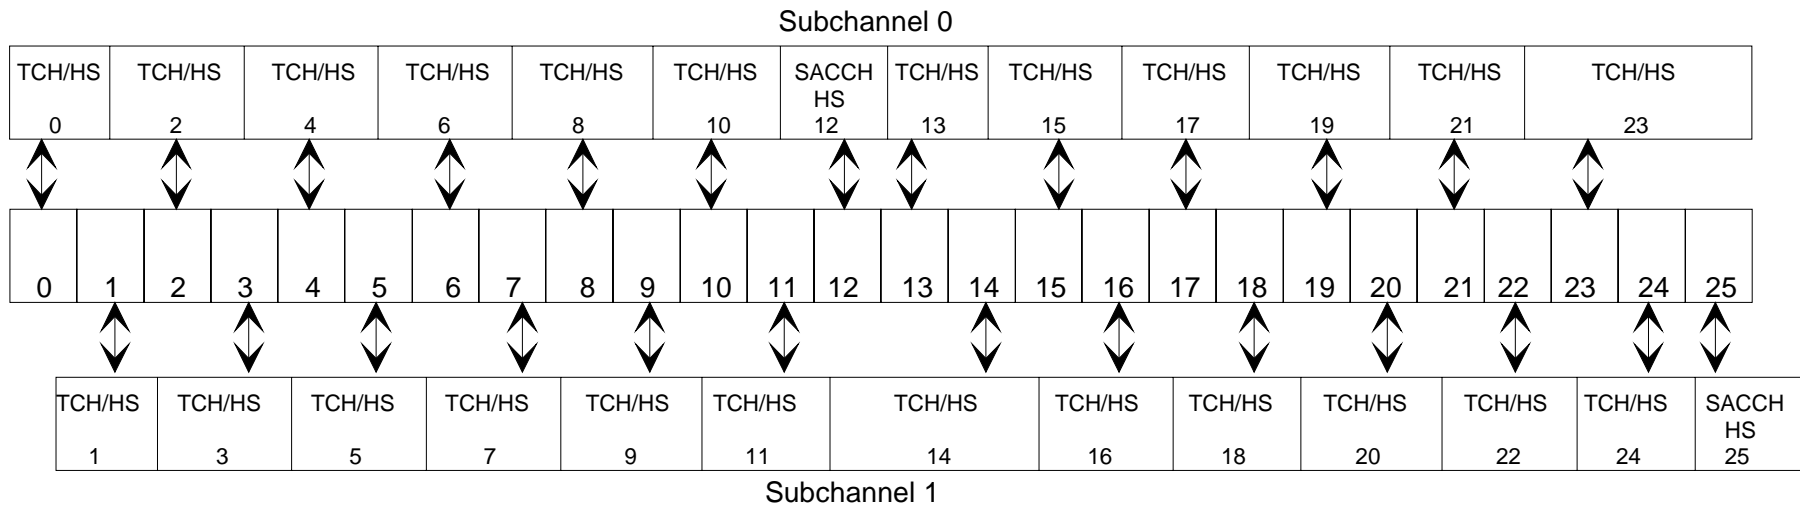 Subchannel 0
TCH/HS TCH/HS TCH/HS TCH/HS TCH/HS TCH/HS SACCH TCH/HS TCH/HS TCH/HS TCH/HS TCH/HS TCH/HS
HS
0 2 4 6 8 10 12 13 15 17 19 21 23
0 1 2 3 4 5 6 7 8 9 10 11 12 13 14 15 16 17 18 19 20 21 22 23 24 25
TCH/HS TCH/HS TCH/HS TCH/HS TCH/HS TCH/HS TCH/HS TCH/HS TCH/HS TCH/HS TCH/HS TCH/HS SACCH
HS
1 3 5 7 9 11 14 16 18 20 22 24 25
Subchannel 1